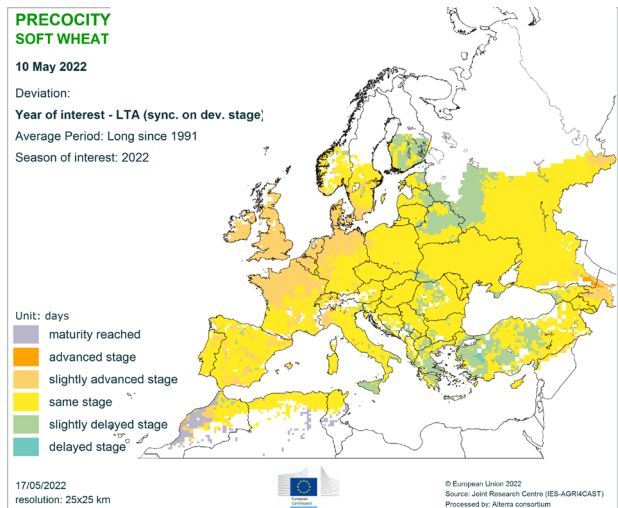 PRECOCITY
SOFT WHEAT
10 May 2022
Deviation:
Year of interest - LTA (sync. on dev. stage)
Average Period: Long since 1991
Season of interest: 2022
Unit: days
maturity reached
advanced stage
slightly advanced stage
same stage
slightly delayed stage
delayed stage
17/05/2022
resolution: 25x25 km
European
Commission
© European Union 2022
Source: Joint Research Centre (IES-AGRI4CAST)
Processed by: Alterra consortium